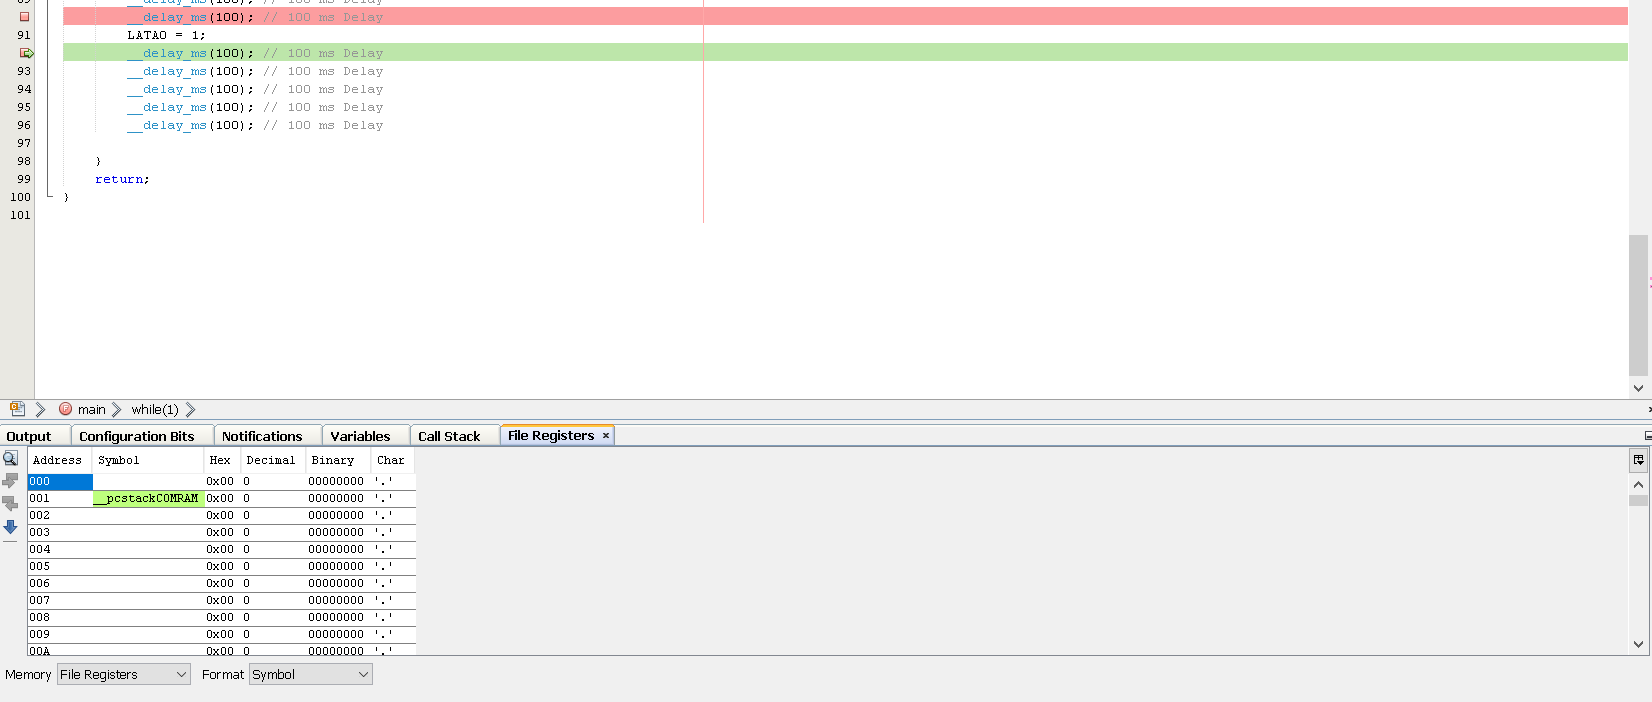 __delay_ms(100); // 100 ms Delay
__delay_ms(100); // 100 ms Delay
91 LATA0 = 1;
__delay_ms(100); // 100 ms Delay
93 __delay_ms(100); // 100 ms Delay
94 __delay_ms(100); // 100 ms Delay
95 __delay_ms(100); // 100 ms Delay
96 __delay_ms(100); // 100 ms Delay
97
98 }
99 return;
100 }
101
main while(1)
Output Configuration Bits Notifications Variables Call Stack File Registers ×
Address Symbol Hex Decimal Binary Char
000 0x00 0 00000000 '.'
001 __pcstackCOMRAM 0x00 0 00000000 '.'
002 0x00 0 00000000 '.'
003 0x00 0 00000000 '.'
004 0x00 0 00000000 '.'
005 0x00 0 00000000 '.'
006 0x00 0 00000000 '.'
007 0x00 0 00000000 '.'
008 0x00 0 00000000 '.'
009 0x00 0 00000000 '.'
00A 0x00 0 00000000 '.'
Memory File Registers Format Symbol